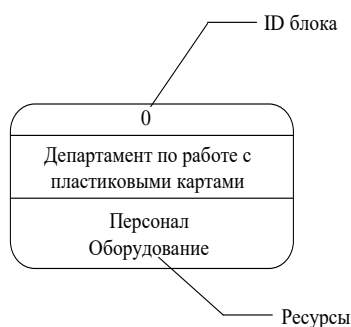 ID блока
0
Департамент по работе с
пластиковыми картами
Персонал
Оборудование
Ресурсы